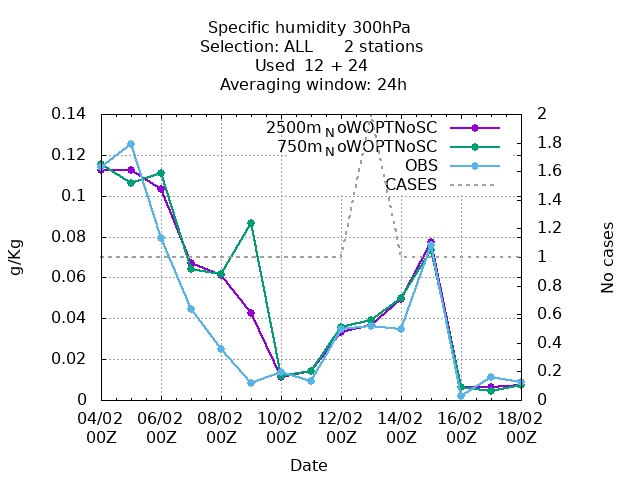 Specific humidity 300hPa
Selection: ALL 2 stations
Used 12 + 24
Averaging window: 24h
0.14
0.12
0.1
0.08
0.06
0.04
0.02
0
2
1.8
1.6
1.4
1.2
1
0.8
0.6
0.4
0.2
0
g/Kg
No cases
2500mNoWOPTNoSC
750mNoWOPTNoSC
OBS
CASES
04/02 06/02 08/02 10/02 12/02 14/02 16/02 18/02
00Z 00Z 00Z 00Z 00Z 00Z 00Z 00Z
Date